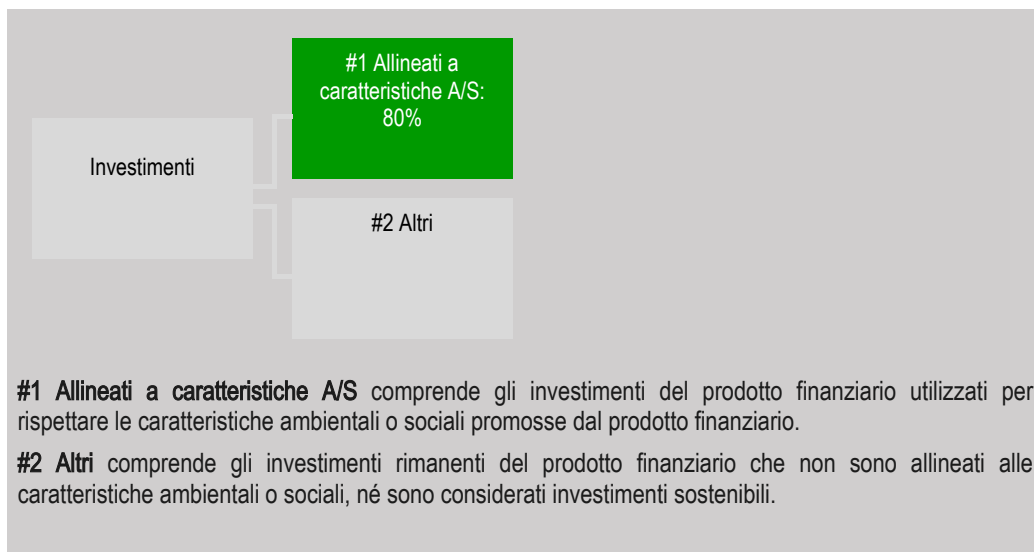 #1 Allineati a
caratteristiche A/S:
80%
Investimenti
#2 Altri
#1 Allineati a caratteristiche A/S comprende gli investimenti del prodotto finanziario utilizzati per
rispettare le caratteristiche ambientali o sociali promosse dal prodotto finanziario.
#2 Altri comprende gli investimenti rimanenti del prodotto finanziario che non sono allineati alle
caratteristiche ambientali o sociali, né sono considerati investimenti sostenibili.